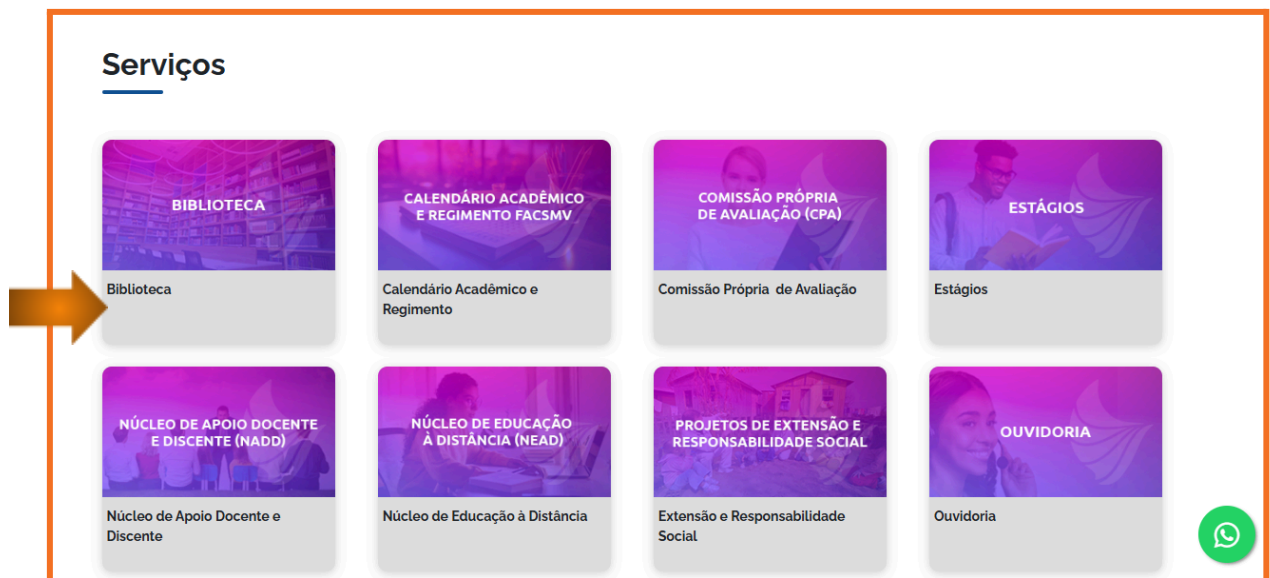 Serviços
BIBLIOTECA
Biblioteca
CALENDÁRIO ACADÊMICO
E REGIMENTO FACSMV
Calendário Acadêmico e
Regimento
COMISSÃO PRÓPRIA
DE AVALIAÇÃO (CPA)
Comissão Própria  de Avaliação
ESTÁGIOS
Estágios
NÚCLEO DE APOIO DOCENTE
E DISCENTE (NADD)
Núcleo de Apoio Docente e
Discente
NÚCLEO DE EDUCAÇÃO
À DISTÂNCIA (NEAD)
Núcleo de Educação à Distância
PROJETOS DE EXTENSÃO E
RESPONSABILIDADE SOCIAL
Extensão e Responsabilidade
Social
OUVIDORIA
Ouvidoria